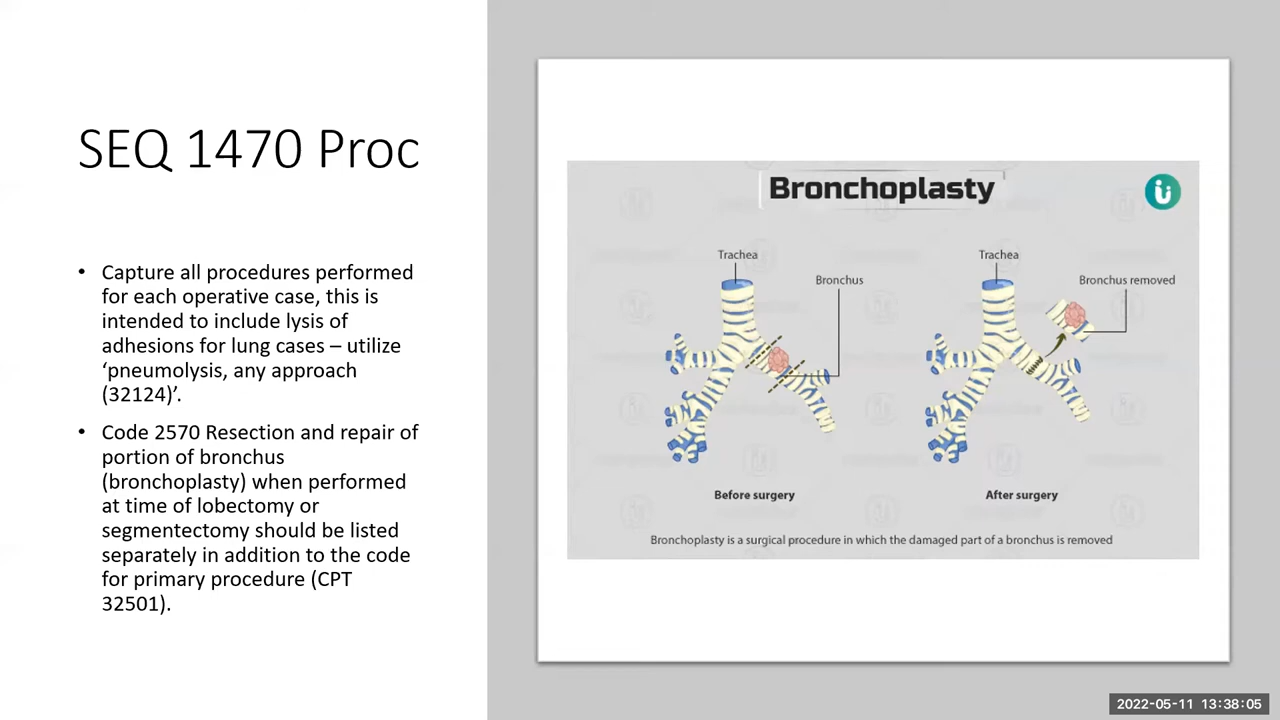 SEQ 1470 Proc
• Capture all procedures performed
for each operative case, this is
intended to include lysis of
adhesions for lung cases – utilize
‘pneumolysis, any approach
(32124)’.
• Code 2570 Resection and repair of
portion of bronchus
(bronchoplasty) when performed
at time of lobectomy or
segmentectomy should be listed
separately in addition to the code
for primary procedure (CPT
32501).
Bronchoplasty
Trachea
Bronchus
Before surgery
Trachea
Bronchus removed
After surgery
Bronchoplasty is a surgical procedure in which the damaged part of a bronchus is removed
2022-05-11 13:38:05